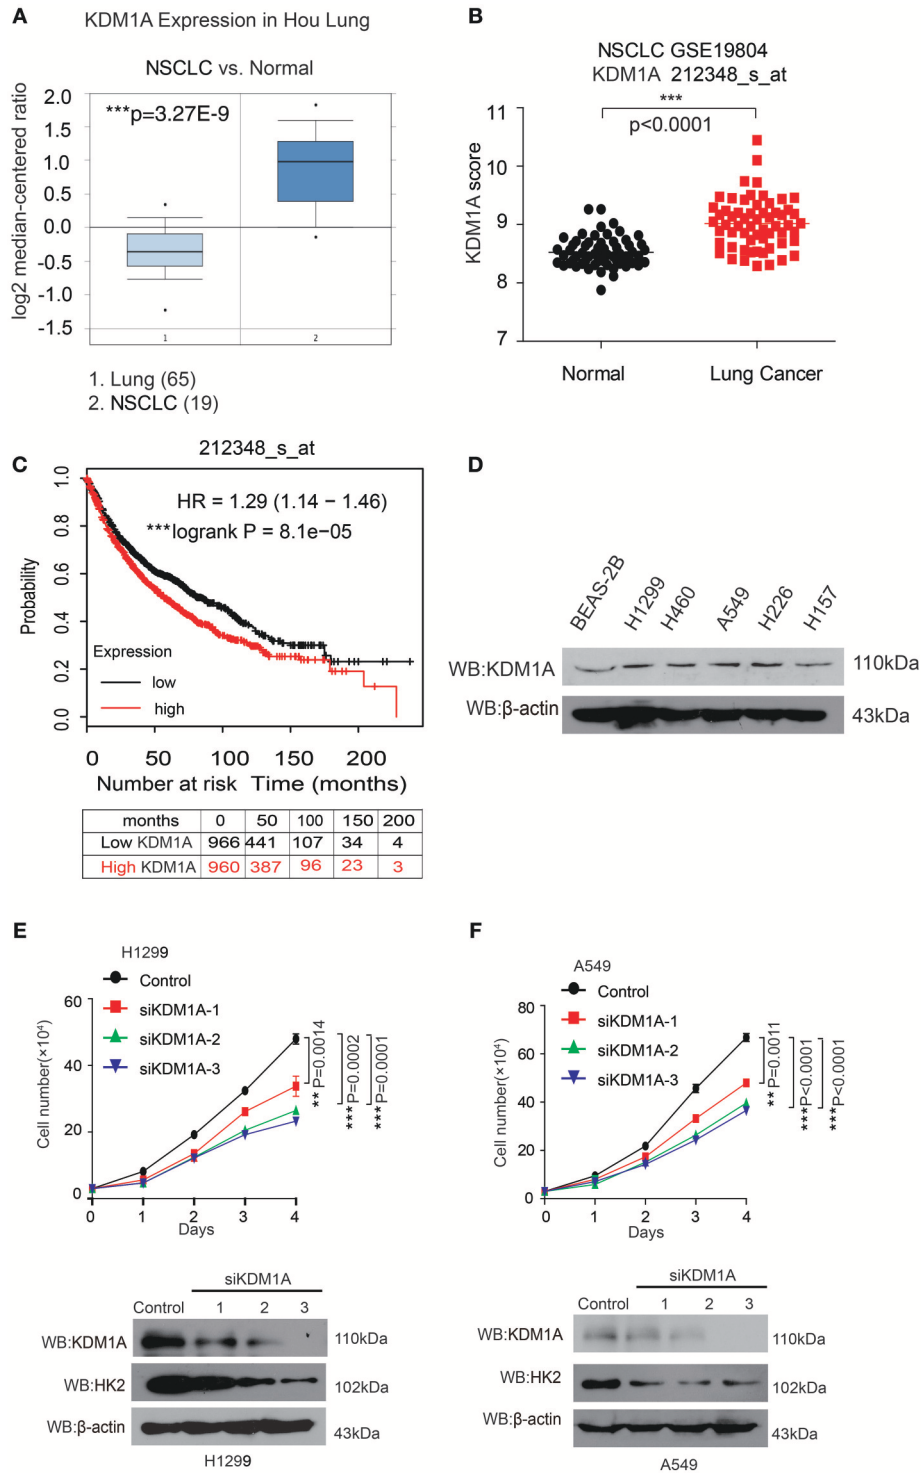 A
KDM1A Expression in Hou Lung
NSCLC vs. Normal
***p=3.27E-9
log2 median-centered ratio
2.0
1.5
1.0
0.5
0.0
-0.5
-1.0
-1.5
1
2
1. Lung (65)
2. NSCLC (19)
B
NSCLC GSE19804
KDM1A 212348_s_at
***
p<0.0001
KDM1A score
11
10
9
8
7
Normal
Lung Cancer
C
212348_s_at
HR = 1.29 (1.14 − 1.46)
***logrank P = 8.1e−05
Probability
1.0
0.8
0.6
0.4
0.2
0.0
Expression
low
high
0 50 100 150 200
Number at risk Time (months)
months 0 50 100 150 200
Low KDM1A 966 441 107 34 4
High KDM1A 960 387 96 23 3
D
BEAS-2B H1299 H460 A549 H226 H157
WB:KDM1A 110kDa
WB:β-actin 43kDa
E
H1299
Control
siKDM1A-1
siKDM1A-2
siKDM1A-3
Cell number(×10⁴)
60
40
20
0
0 1 2 3 4
Days
**P=0.0014
***P=0.0002
***P=0.0001
siKDM1A
Control 1 2 3
WB:KDM1A 110kDa
WB:HK2 102kDa
WB:β-actin 43kDa
H1299
F
A549
Control
siKDM1A-1
siKDM1A-2
siKDM1A-3
Cell number(×10⁴)
80
60
40
20
0
0 1 2 3 4
Days
**P=0.0011
***P<0.0001
***P<0.0001
siKDM1A
Control 1 2 3
WB:KDM1A 110kDa
WB:HK2 102kDa
WB:β-actin 43kDa
A549